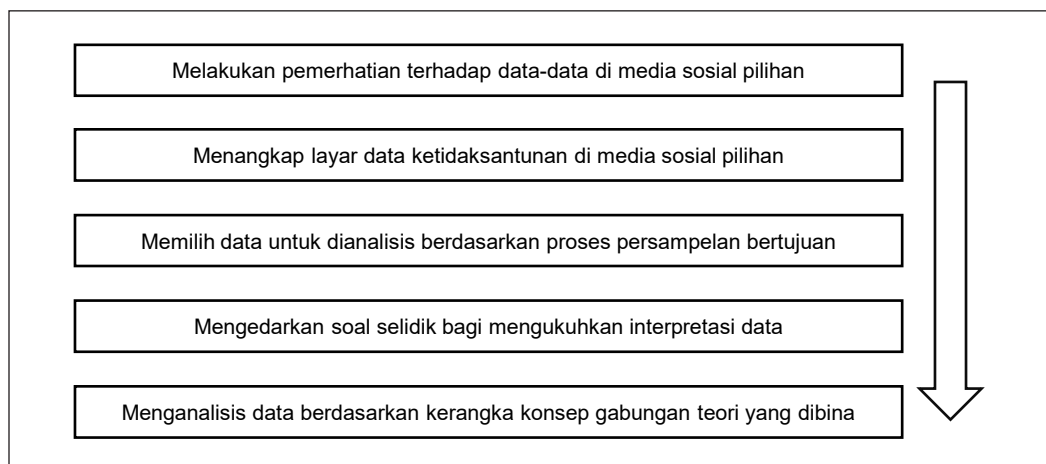 Melakukan pemerhatian terhadap data-data di media sosial pilihan
Menangkap layar data ketidaksantunan di media sosial pilihan
Memilih data untuk dianalisis berdasarkan proses persampelan bertujuan
Mengedarkan soal selidik bagi mengukuhkan interpretasi data
Menganalisis data berdasarkan kerangka konsep gabungan teori yang dibina